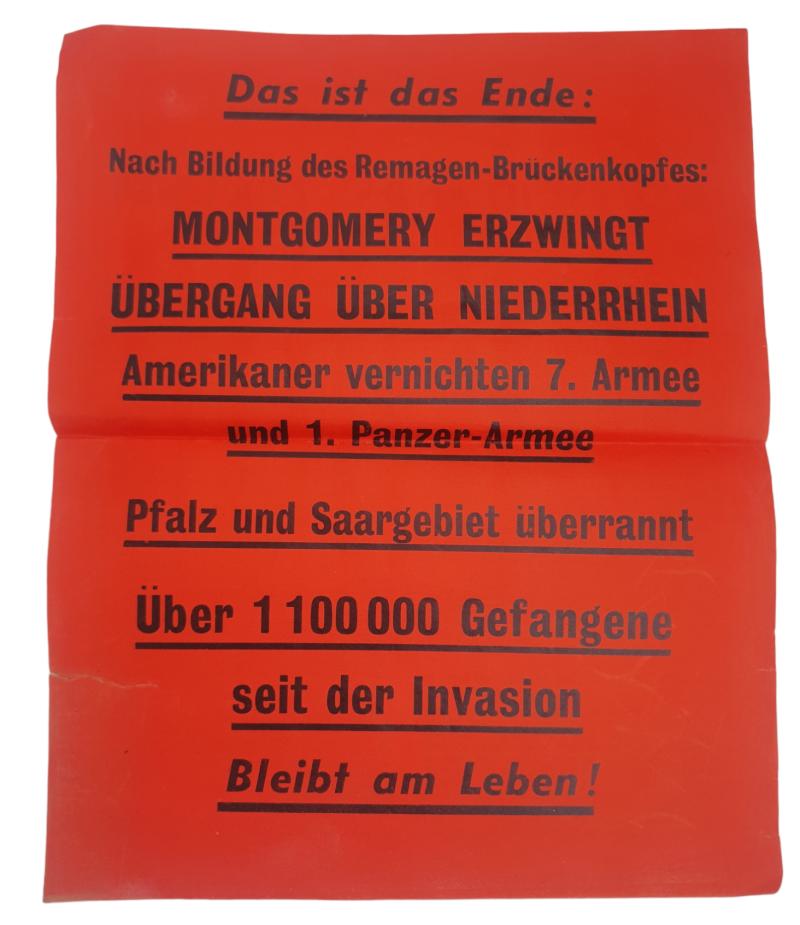 Das ist das Ende:
Nach Bildung des Remagen-Brückenkopfes:
MONTGOMERY ERZWINGT
ÜBERGANG ÜBER NIEDERRHEIN
Amerikaner vernichten 7. Armee
und 1. Panzer-Armee
Pfalz und Saargebiet überrannt
Über 1 100 000 Gefangene
seit der Invasion
Bleibt am Leben!